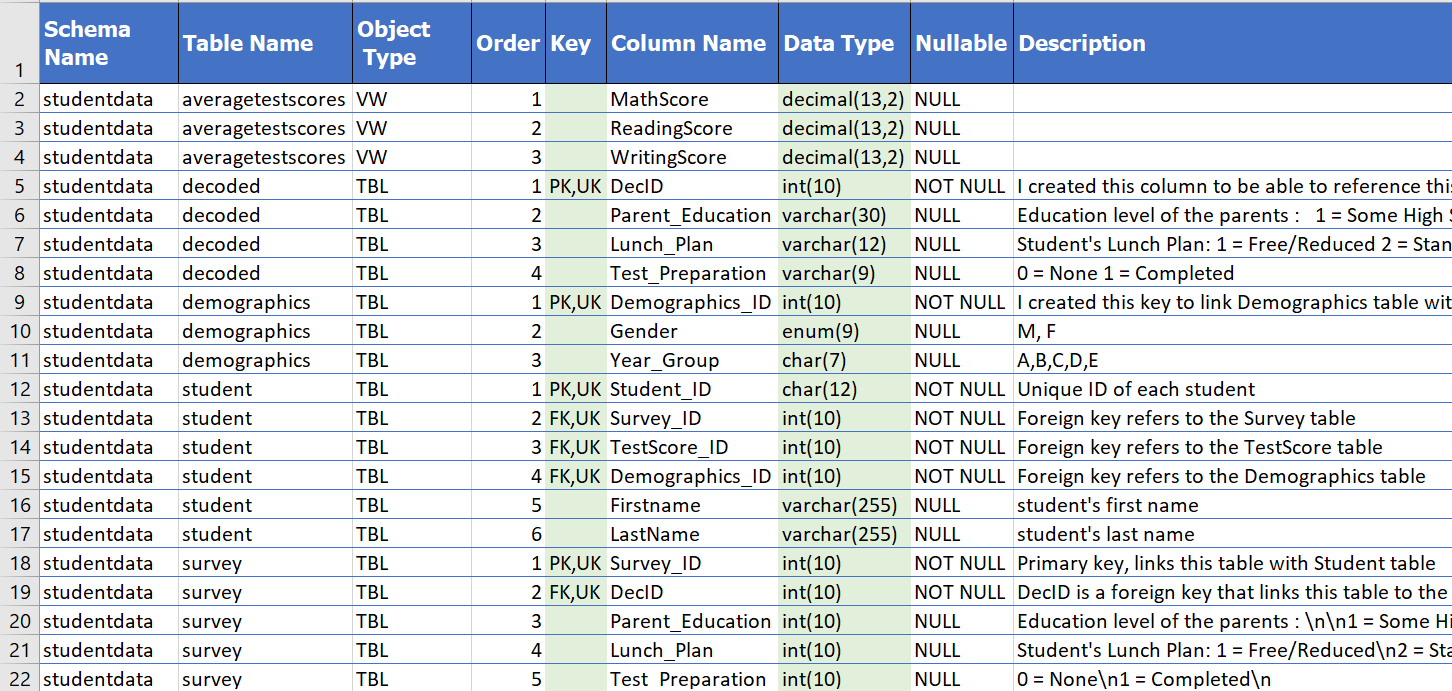 Schema Name Table Name Object Type Order Key Column Name Data Type Nullable Description
1
2 studentdata averagetestscores VW 1 MathScore decimal(13,2) NULL
3 studentdata averagetestscores VW 2 ReadingScore decimal(13,2) NULL
4 studentdata averagetestscores VW 3 WritingScore decimal(13,2) NULL
5 studentdata decoded TBL 1 PK,UK DecID int(10) NOT NULL I created this column to be able to reference this
6 studentdata decoded TBL 2 Parent_Education varchar(30) NULL Education level of the parents : 1 = Some High
7 studentdata decoded TBL 3 Lunch_Plan varchar(12) NULL Student's Lunch Plan: 1 = Free/Reduced 2 = Stan
8 studentdata decoded TBL 4 Test_Preparation varchar(9) NULL 0 = None 1 = Completed
9 studentdata demographics TBL 1 PK,UK Demographics_ID int(10) NOT NULL I created this key to link Demographics table wit
10 studentdata demographics TBL 2 Gender enum(9) NULL M, F
11 studentdata demographics TBL 3 Year_Group char(7) NULL A,B,C,D,E
12 studentdata student TBL 1 PK,UK Student_ID char(12) NOT NULL Unique ID of each student
13 studentdata student TBL 2 FK,UK Survey_ID int(10) NOT NULL Foreign key refers to the Survey table
14 studentdata student TBL 3 FK,UK TestScore_ID int(10) NOT NULL Foreign key refers to the TestScore table
15 studentdata student TBL 4 FK,UK Demographics_ID int(10) NOT NULL Foreign key refers to the Demographics table
16 studentdata student TBL 5 Firstname varchar(255) NULL student's first name
17 studentdata student TBL 6 LastName varchar(255) NULL student's last name
18 studentdata survey TBL 1 PK,UK Survey_ID int(10) NOT NULL Primary key, links this table with Student table
19 studentdata survey TBL 2 FK,UK DecID int(10) NOT NULL DecID is a foreign key that links this table to the
20 studentdata survey TBL 3 Parent_Education int(10) NULL Education level of the parents : \n\n1 = Some Hi
21 studentdata survey TBL 4 Lunch_Plan int(10) NULL Student's Lunch Plan: 1 = Free/Reduced\n2 = Sta
22 studentdata survey TBL 5 Test_Preparation int(10) NULL 0 = None\n1 = Completed\n